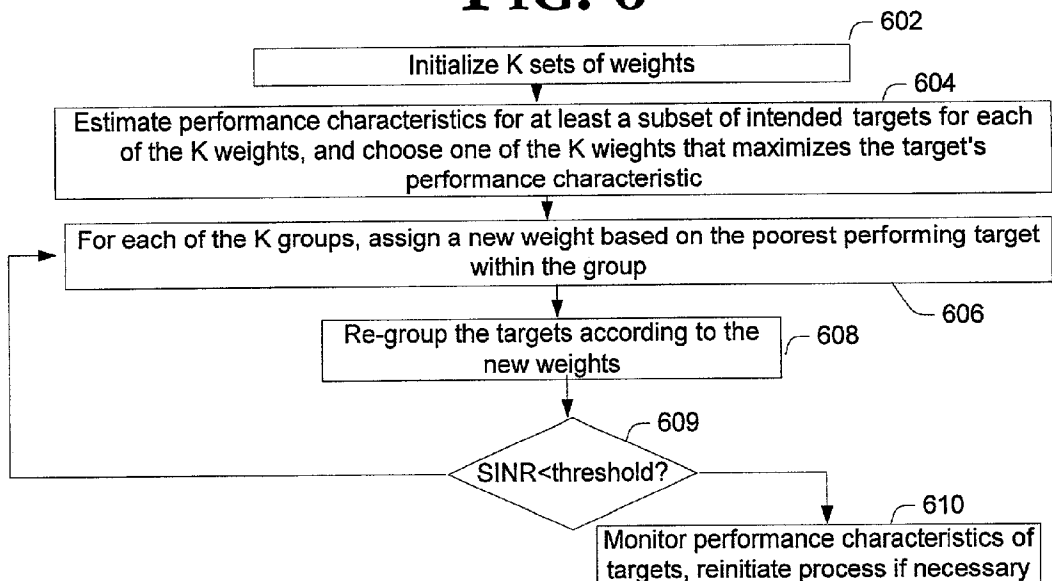 FIG. 6
602
Initialize K sets of weights
604
Estimate performance characteristics for at least a subset of intended targets for each
of the K weights, and choose one of the K wieghts that maximizes the target's
performance characteristic
For each of the K groups, assign a new weight based on the poorest performing target
within the group
606
Re-group the targets according to the
new weights
608
609
SINR<threshold?
610
Monitor performance characteristics of
targets, reinitiate process if necessary